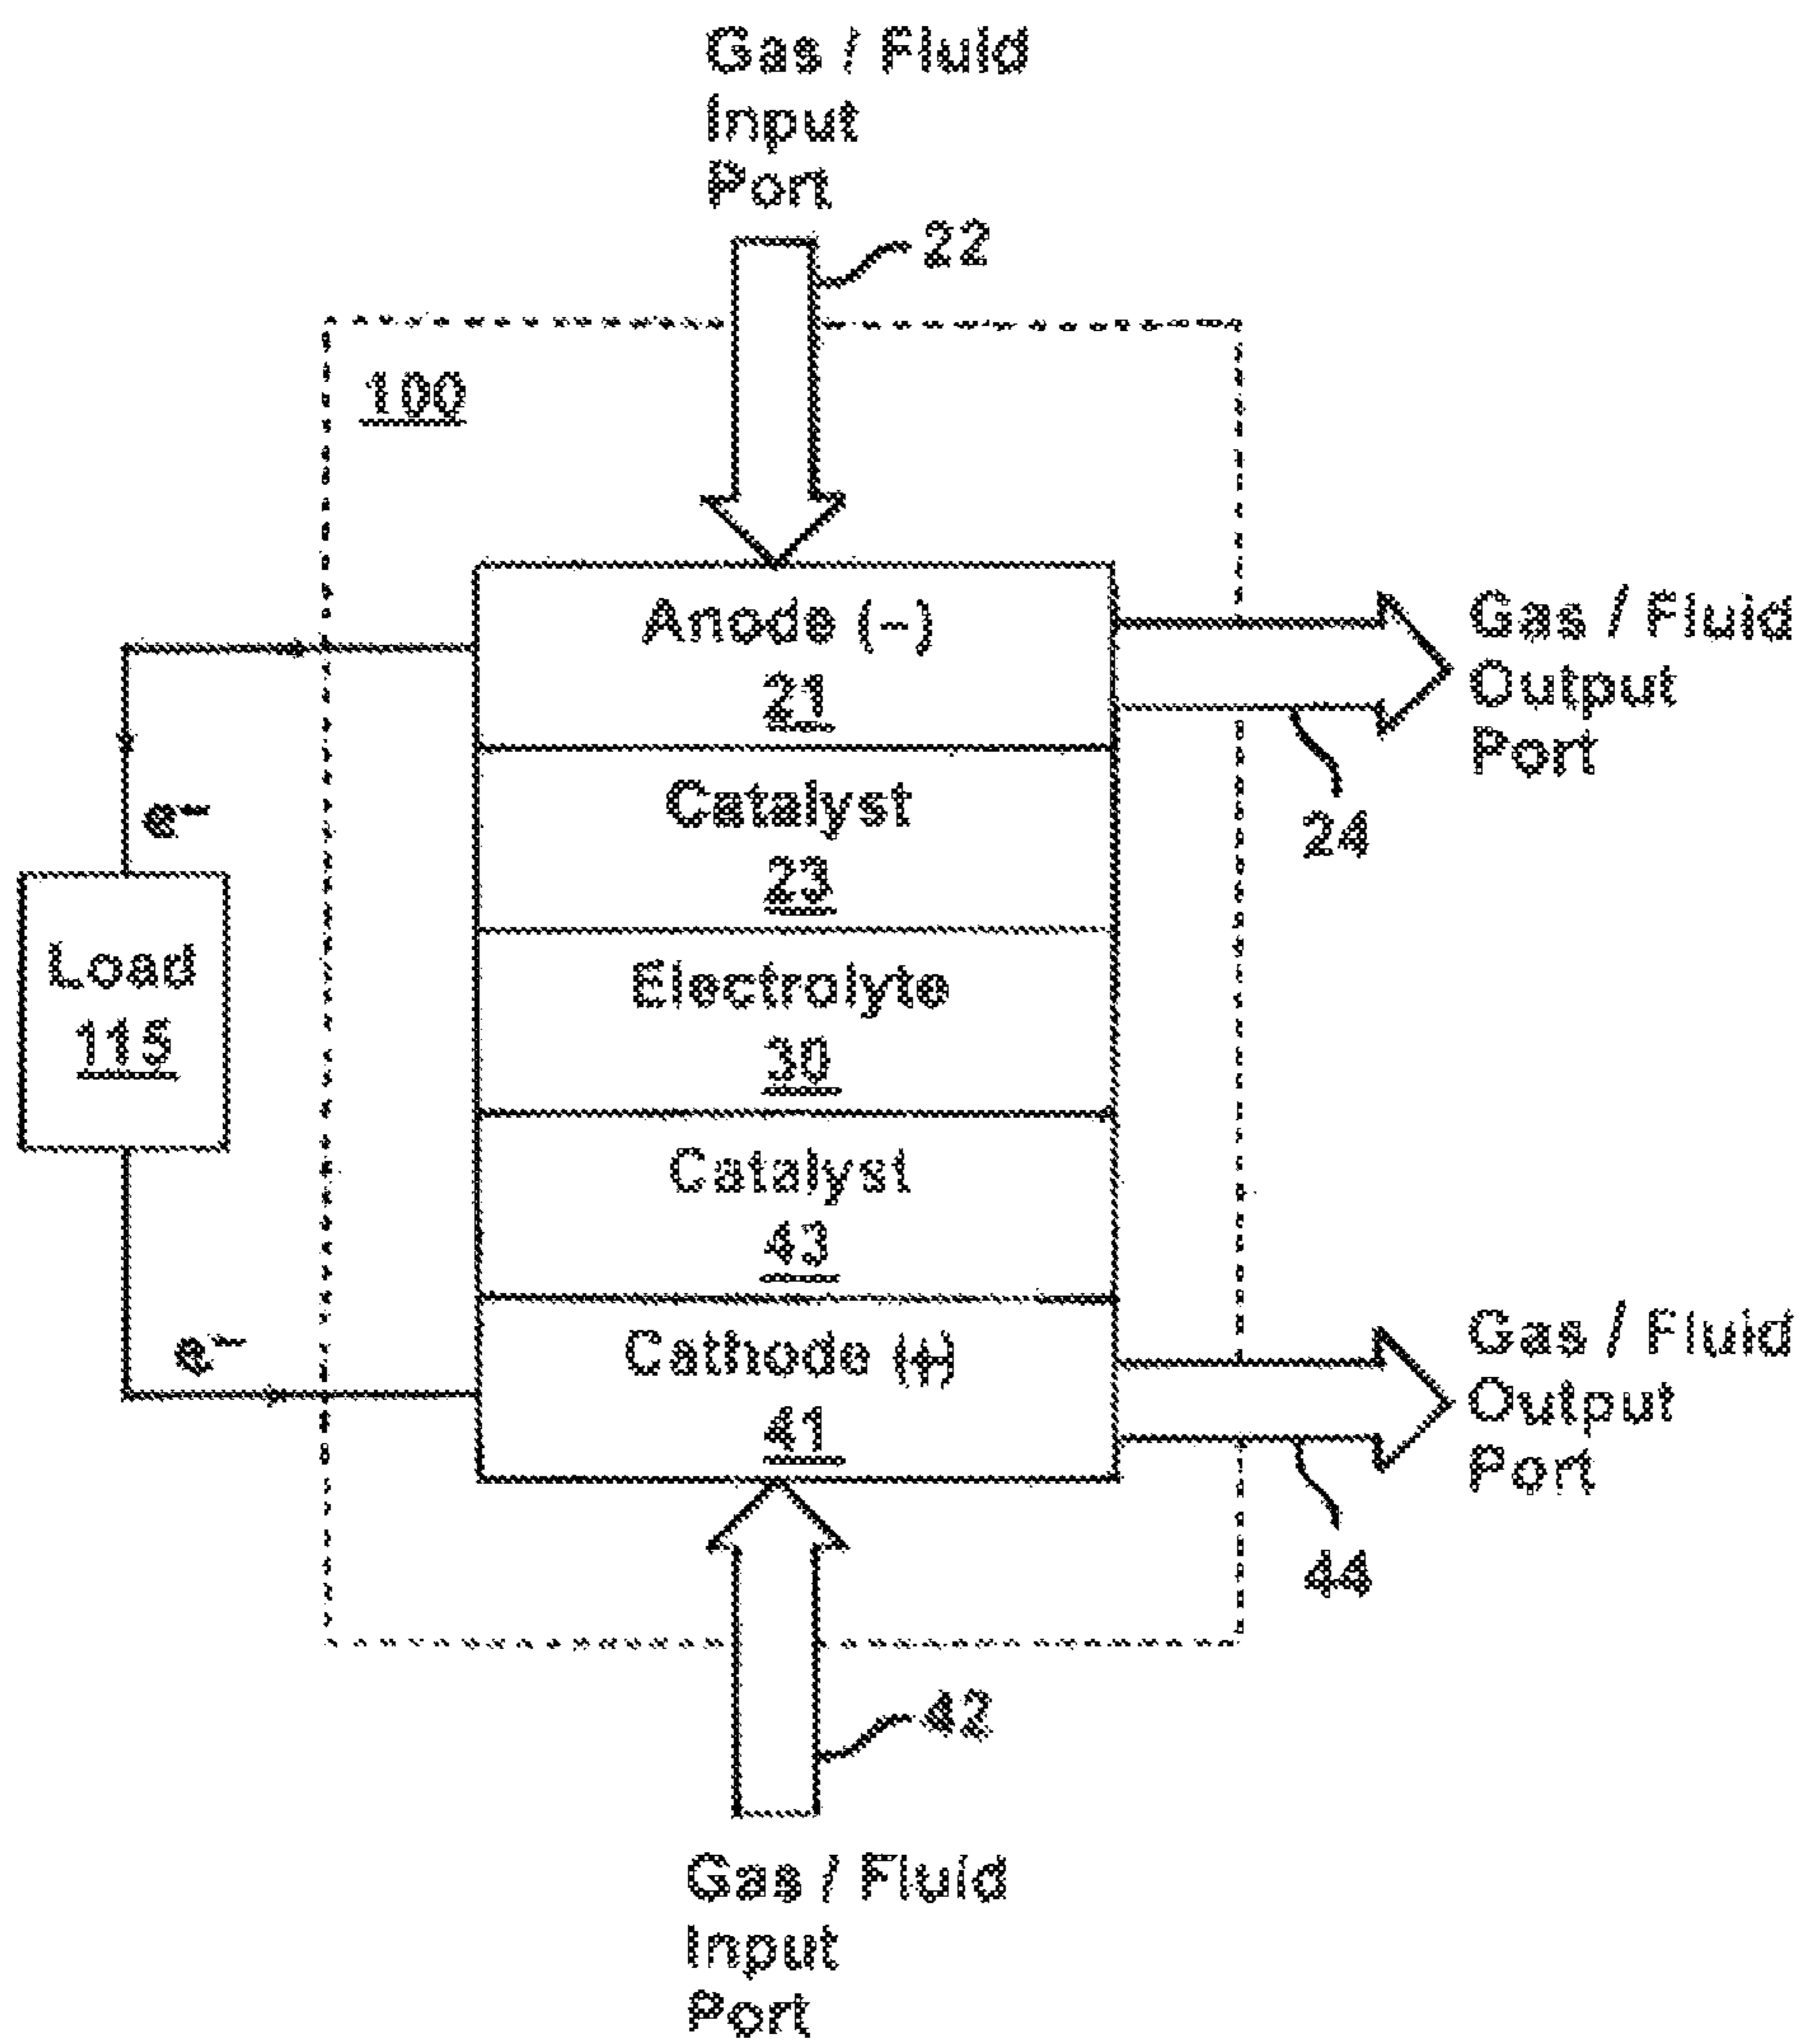 Gas / Fluid
Input
Port
22
100
Anode (-)
21
Gas / Fluid
Output
Port
24
Catalyst
23
e-
Load
115
Electrolyte
30
Catalyst
43
e-
Cathode (+)
41
Gas / Fluid
Output
Port
44
42
Gas / Fluid
Input
Port